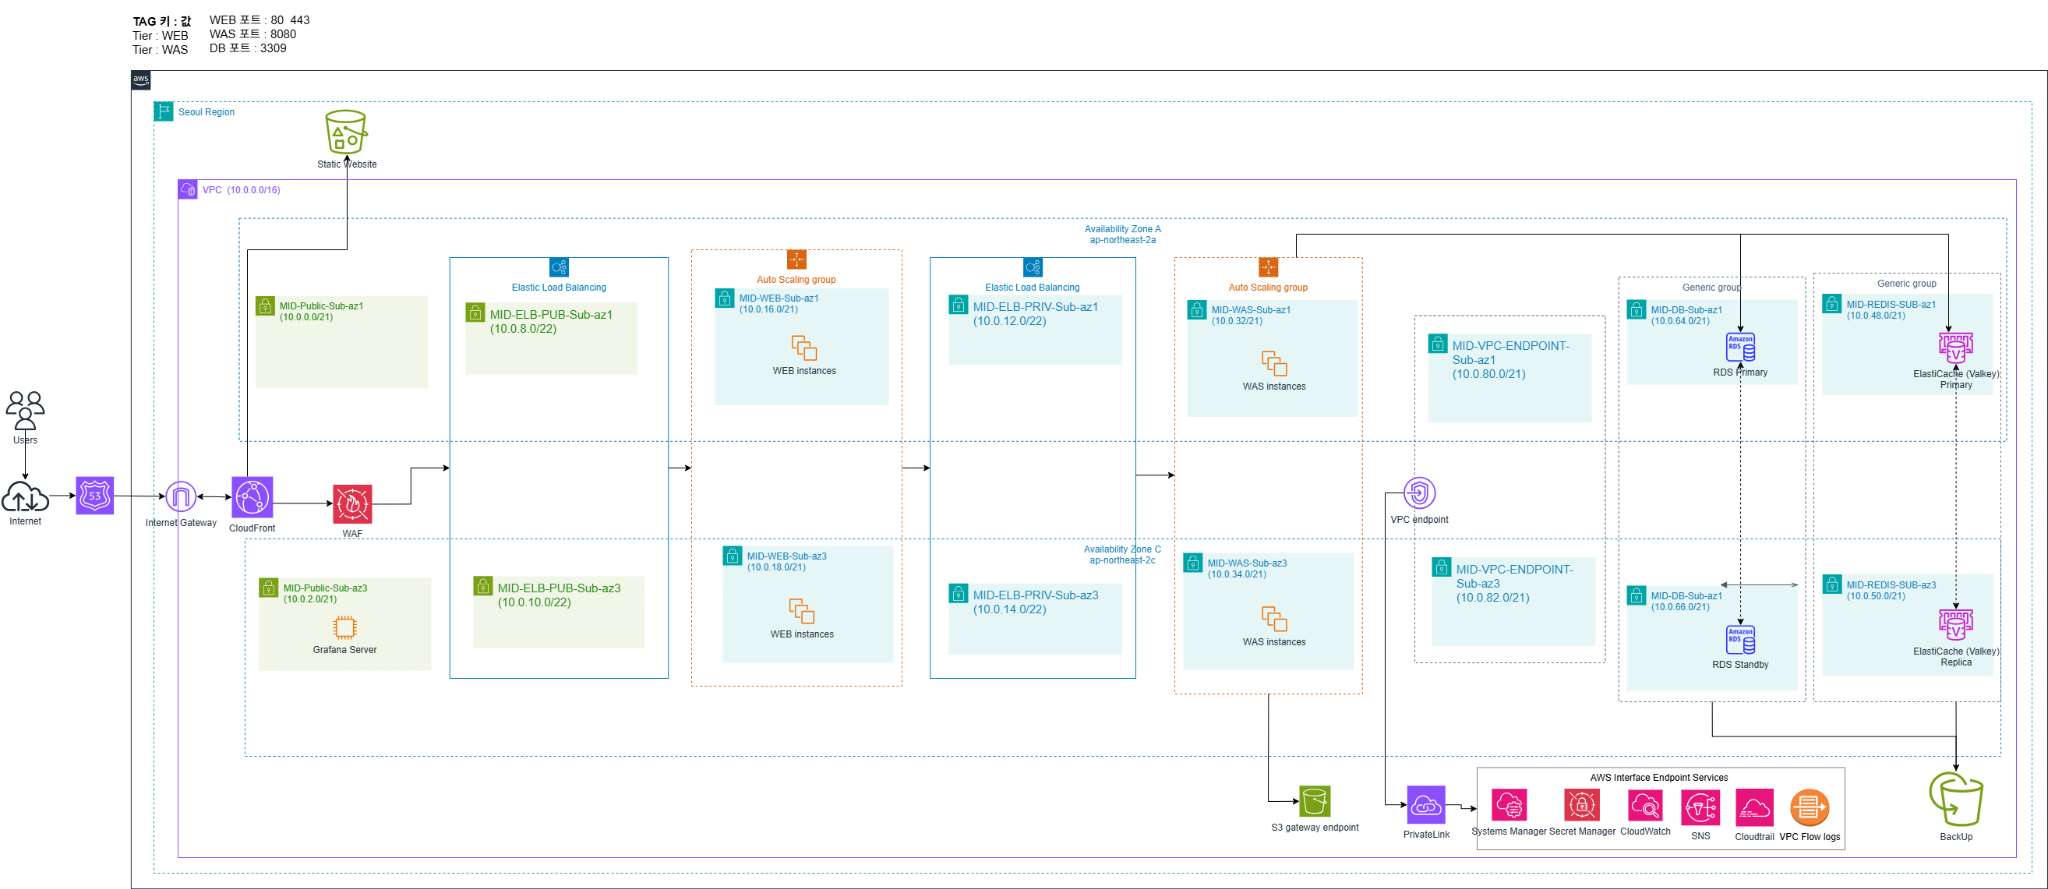 TAG 키 : 값
Tier : WEB
Tier : WAS
WEB 포트 : 80  443
WAS 포트 : 8080
DB 포트 : 3309
aws
Seoul Region
Static Website
VPC  (10.0.0.0/16)
Availability Zone A
ap-northeast-2a
MID-Public-Sub-az1
(10.0.0.0/21)
Elastic Load Balancing
MID-ELB-PUB-Sub-az1
(10.0.8.0/22)
Auto Scaling group
MID-WEB-Sub-az1
(10.0.16.0/21)
WEB instances
Elastic Load Balancing
MID-ELB-PRIV-Sub-az1
(10.0.12.0/22)
Auto Scaling group
MID-WAS-Sub-az1
(10.0.32/21)
WAS instances
MID-VPC-ENDPOINT-
Sub-az1
(10.0.80.0/21)
Generic group
MID-DB-Sub-az1
(10.0.64.0/21)
Amazon
RDS
RDS Primary
Generic group
MID-REDIS-SUB-az1
(10.0.48.0/21)
ElastiCache (Valkey)
Primary
Users
Internet
53
Internet Gateway
CloudFront
WAF
VPC endpoint
Availability Zone C
ap-northeast-2c
MID-Public-Sub-az3
(10.0.2.0/21)
Grafana Server
MID-ELB-PUB-Sub-az3
(10.0.10.0/22)
MID-WEB-Sub-az3
(10.0.18.0/21)
WEB instances
MID-ELB-PRIV-Sub-az3
(10.0.14.0/22)
MID-WAS-Sub-az3
(10.0.34.0/21)
WAS instances
MID-VPC-ENDPOINT-
Sub-az3
(10.0.82.0/21)
MID-DB-Sub-az1
(10.0.66.0/21)
Amazon
RDS
RDS Standby
MID-REDIS-SUB-az3
(10.0.50.0/21)
ElastiCache (Valkey)
Replica
S3 gateway endpoint
PrivateLink
AWS Interface Endpoint Services
Systems Manager
Secret Manager
CloudWatch
SNS
Cloudtrail
VPC Flow logs
BackUp